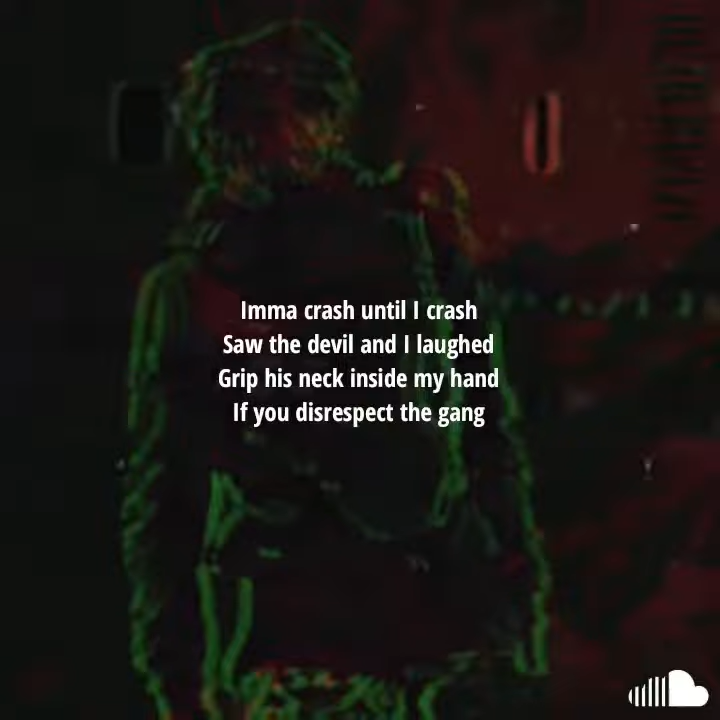 Imma crash until I crash
Saw the devil and I laughed
Grip his neck inside my hand
If you disrespect the gang